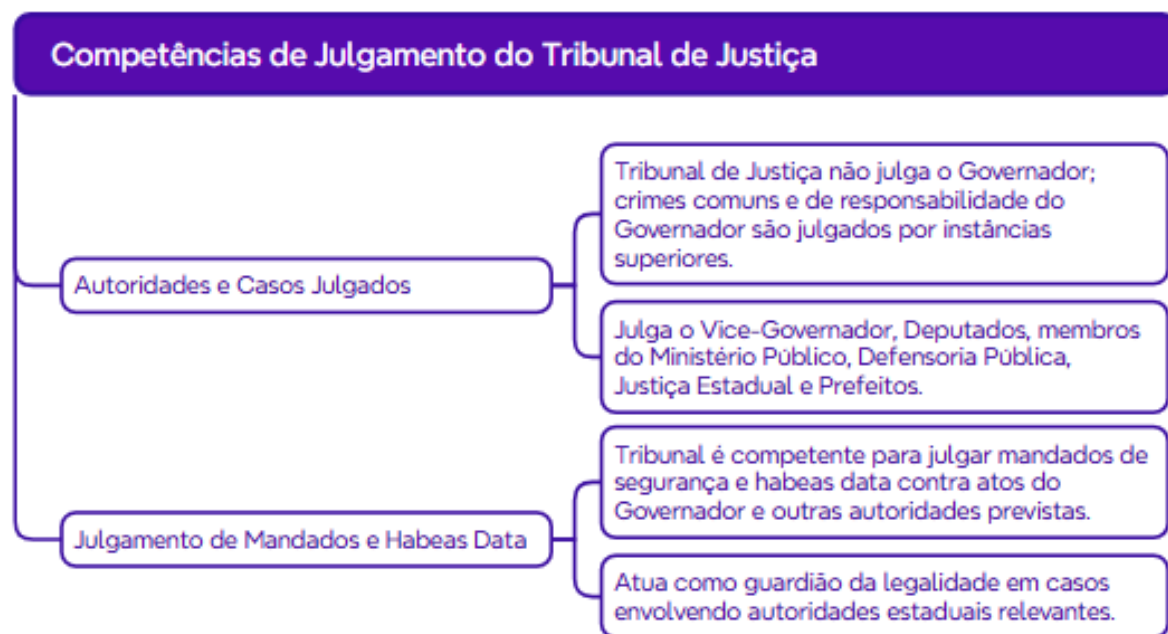 Competências de Julgamento do Tribunal de Justiça
Autoridades e Casos Julgados
Tribunal de Justiça não julga o Governador;
crimes comuns e de responsabilidade do
Governador são julgados por instâncias
superiores.
Julga o Vice-Governador, Deputados, membros
do Ministério Público, Defensoria Pública,
Justiça Estadual e Prefeitos.
Julgamento de Mandados e Habeas Data
Tribunal é competente para julgar mandados de
segurança e habeas data contra atos do
Governador e outras autoridades previstas.
Atua como guardião da legalidade em casos
envolvendo autoridades estaduais relevantes.